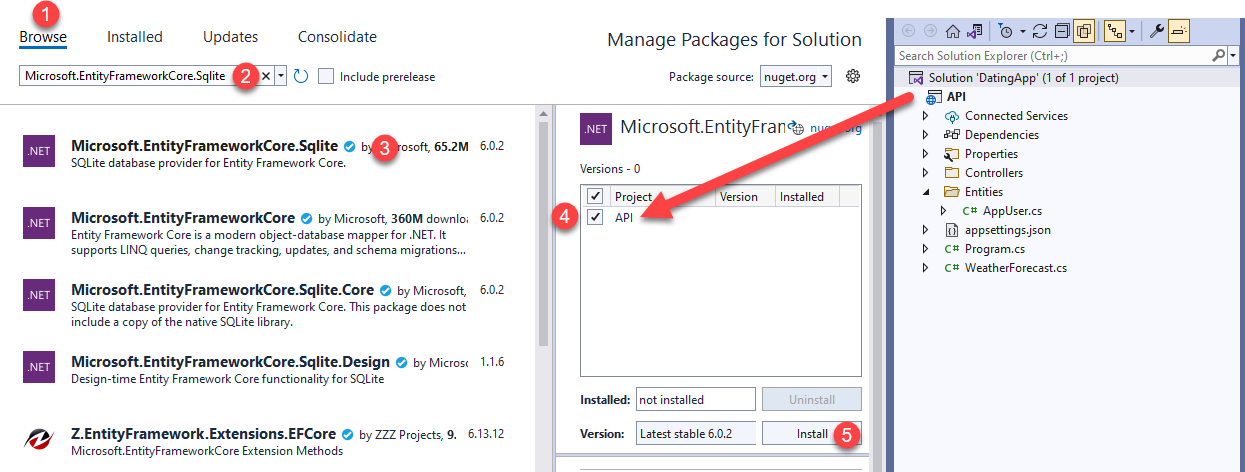 1
Browse Installed Updates Consolidate
Manage Packages for Solution
Microsoft.EntityFrameworkCore.Sqlite 2 Include prerelease
Package source: nuget.org
.NET
Microsoft.EntityFrameworkCore.Sqlite by Microsoft, 65.2M 6.0.2
3
SQLite database provider for Entity Framework Core.
.NET
Microsoft.EntityFrameworkCore by Microsoft, 360M downloa 6.0.2
Entity Framework Core is a modern object-database mapper for .NET. It
supports LINQ queries, change tracking, updates, and schema migrations...
.NET
Microsoft.EntityFrameworkCore.Sqlite.Core by Microsoft, 6.0.2
SQLite database provider for Entity Framework Core. This package does not
include a copy of the native SQLite library.
.NET
Microsoft.EntityFrameworkCore.Sqlite.Design by Microso 1.1.6
Design-time Entity Framework Core functionality for SQLite
Z.EntityFramework.Extensions.EFCore by ZZZ Projects, 9. 6.13.12
Microsoft.EntityFrameworkCore Extension Methods
.NET
Microsoft.EntityFran nuget.org
Versions - 0
Project Version Installed
4 API
Installed: not installed Uninstall
Version: Latest stable 6.0.2 Install 5
Search Solution Explorer (Ctrl+;)
Solution 'DatingApp' (1 of 1 project)
API
Connected Services
Dependencies
Properties
Controllers
Entities
C# AppUser.cs
appsettings.json
C# Program.cs
C# WeatherForecast.cs